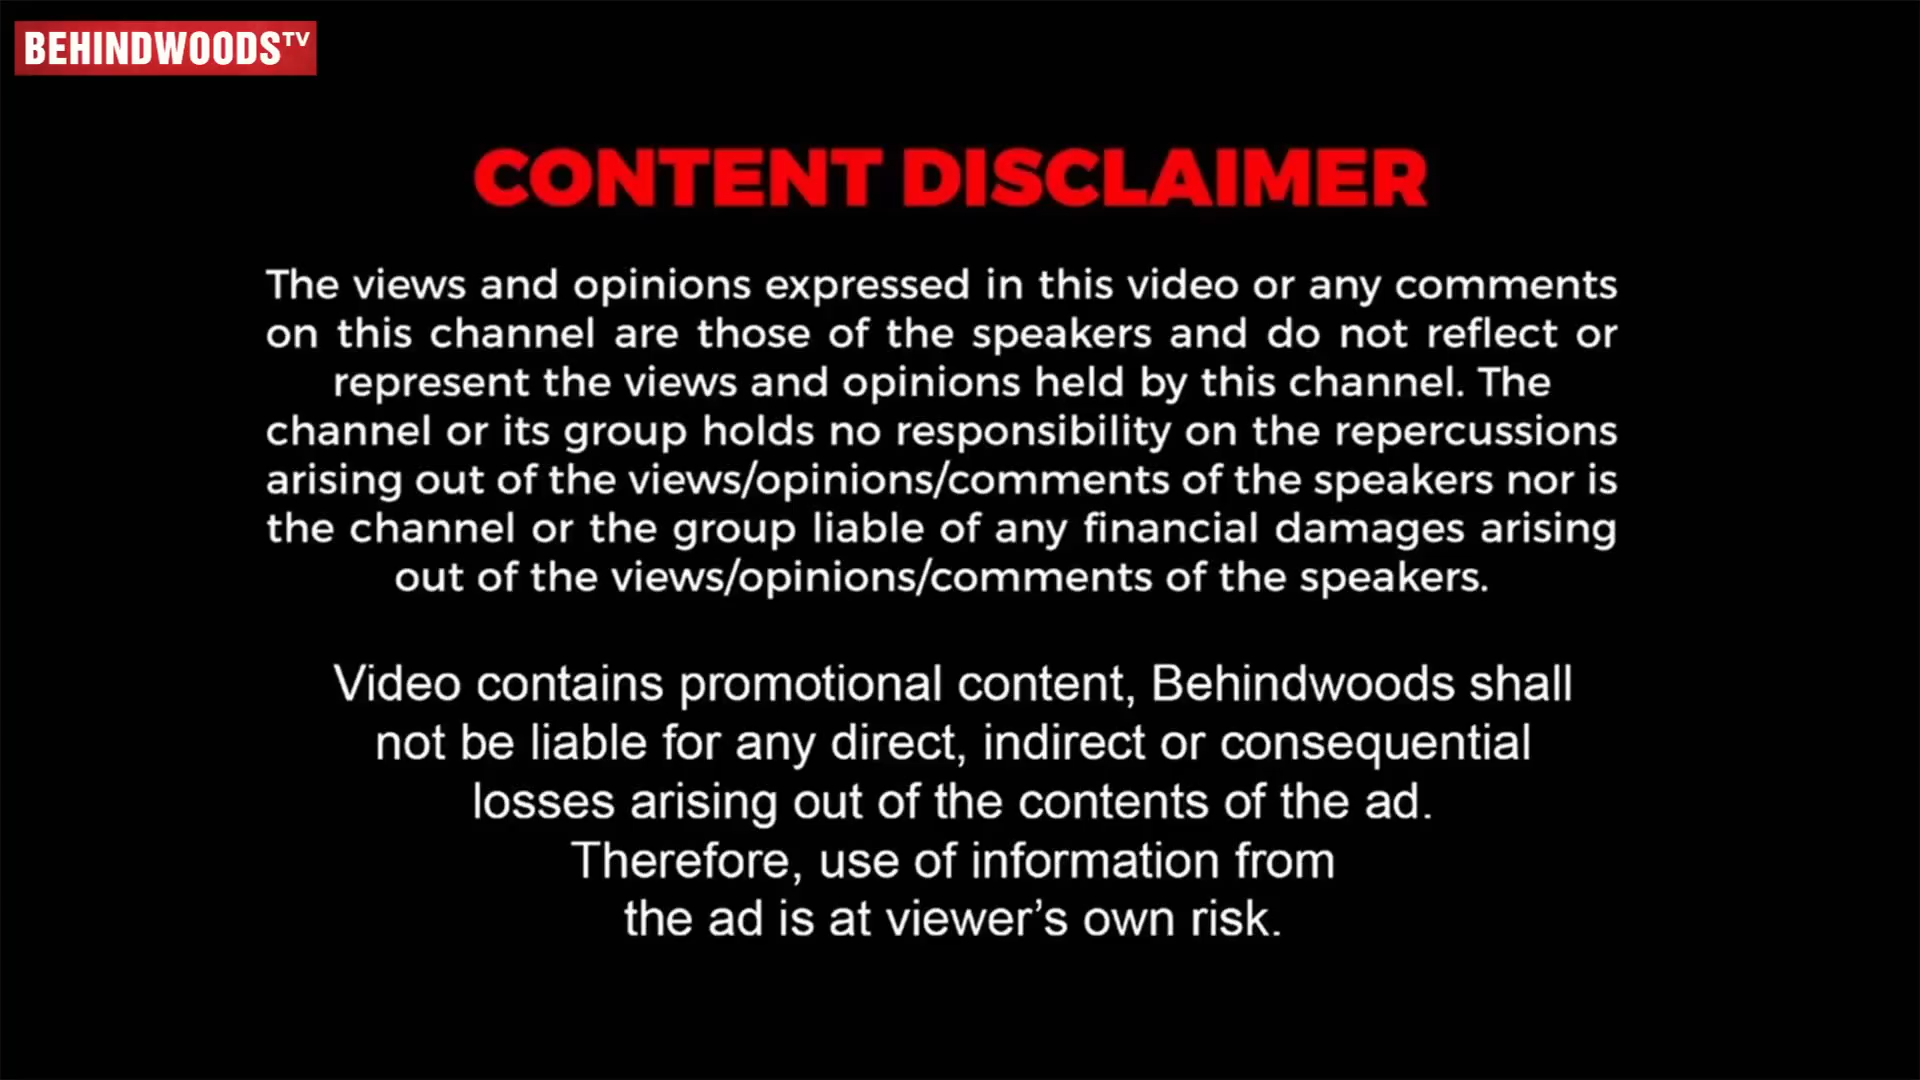 BEHINDWOODSTV
CONTENT DISCLAIMER
The views and opinions expressed in this video or any comments
on this channel are those of the speakers and do not reflect or
represent the views and opinions held by this channel. The
channel or its group holds no responsibility on the repercussions
arising out of the views/opinions/comments of the speakers nor is
the channel or the group liable of any financial damages arising
out of the views/opinions/comments of the speakers.
Video contains promotional content, Behindwoods shall
not be liable for any direct, indirect or consequential
losses arising out of the contents of the ad.
Therefore, use of information from
the ad is at viewer’s own risk.